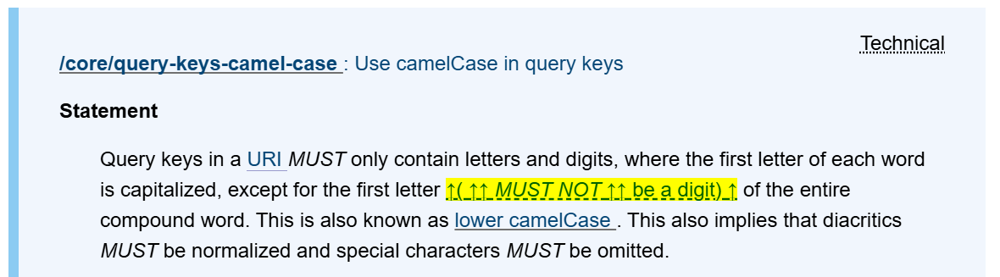 Technical
/core/query-keys-camel-case : Use camelCase in query keys
Statement
Query keys in a URI MUST only contain letters and digits, where the first letter of each word
is capitalized, except for the first letter ↑( ↑↑ MUST NOT ↑↑ be a digit) ↑ of the entire
compound word. This is also known as lower camelCase . This also implies that diacritics
MUST be normalized and special characters MUST be omitted.